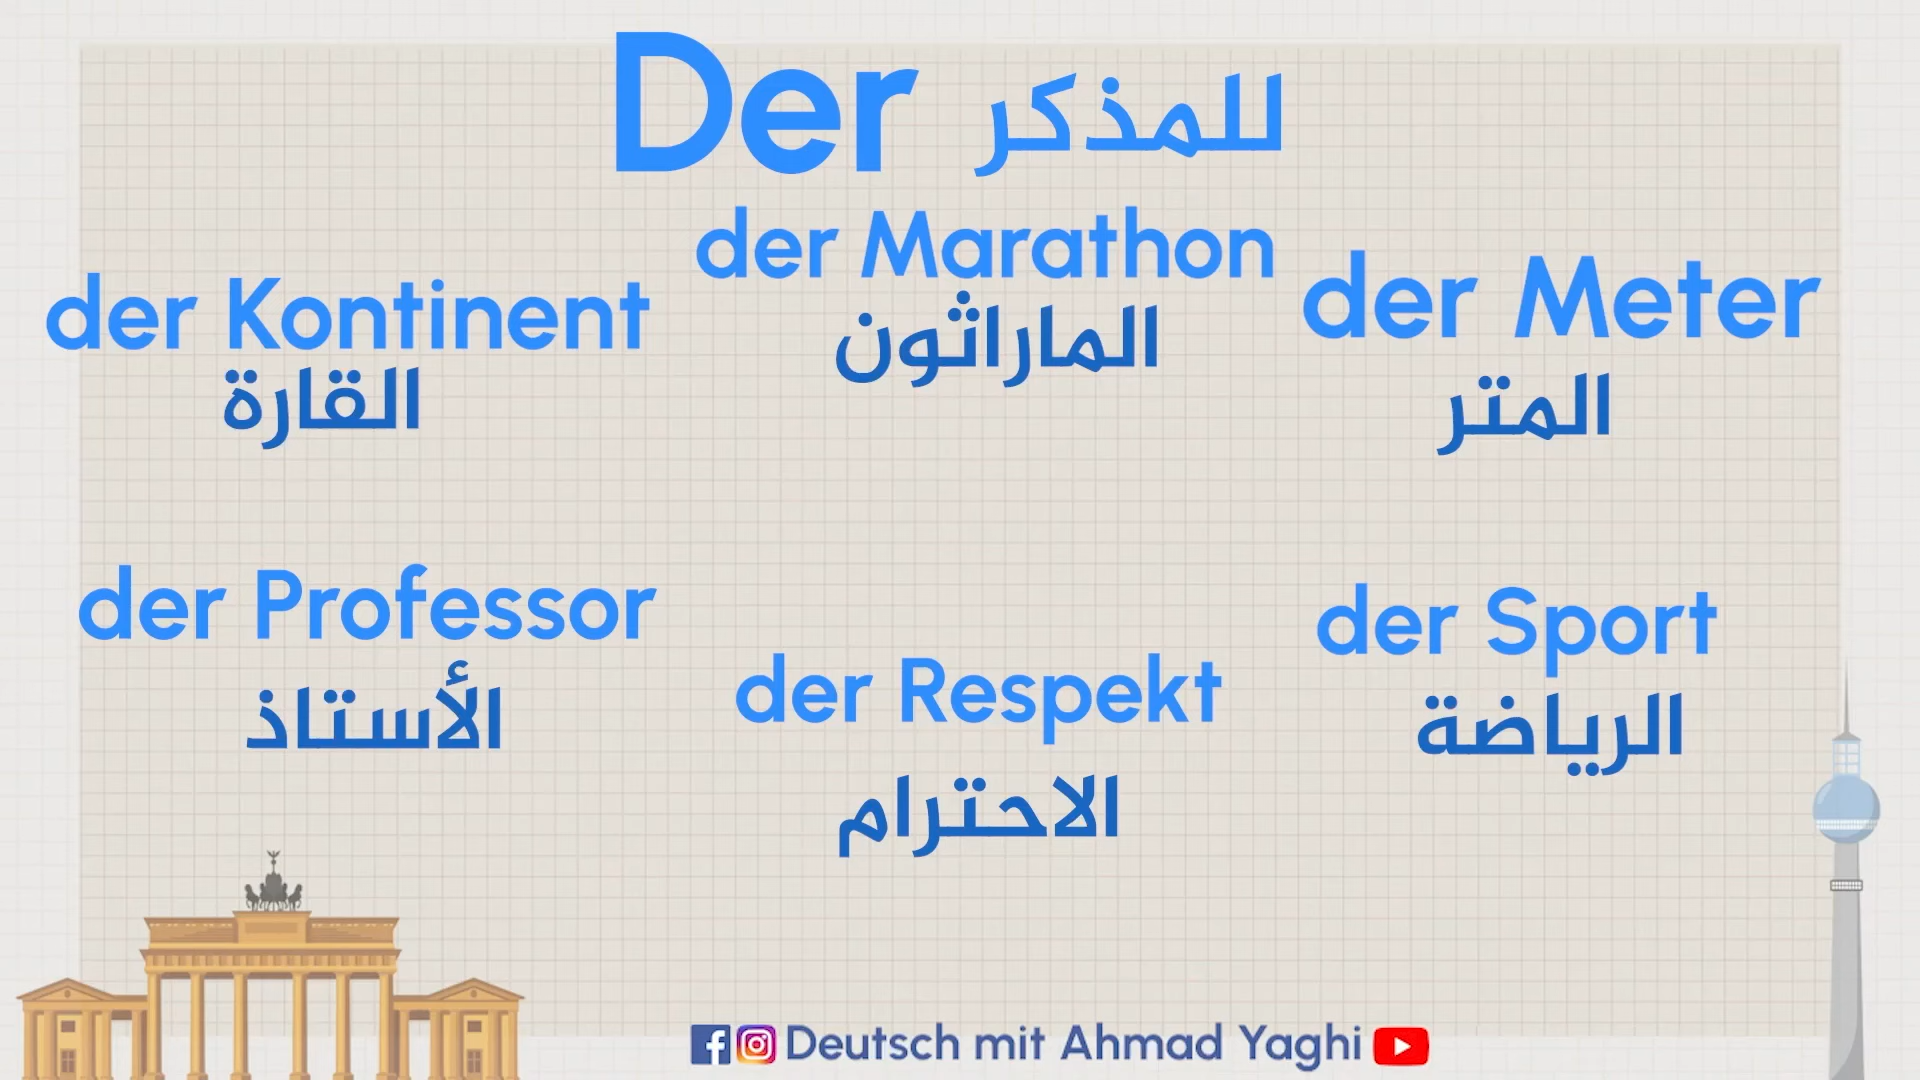 Der للمذكر
der Kontinent
القارة
der Marathon
الماراثون
der Meter
المتر
der Professor
الأستاذ
der Respekt
الاحترام
der Sport
الرياضة
Deutsch mit Ahmad Yaghi